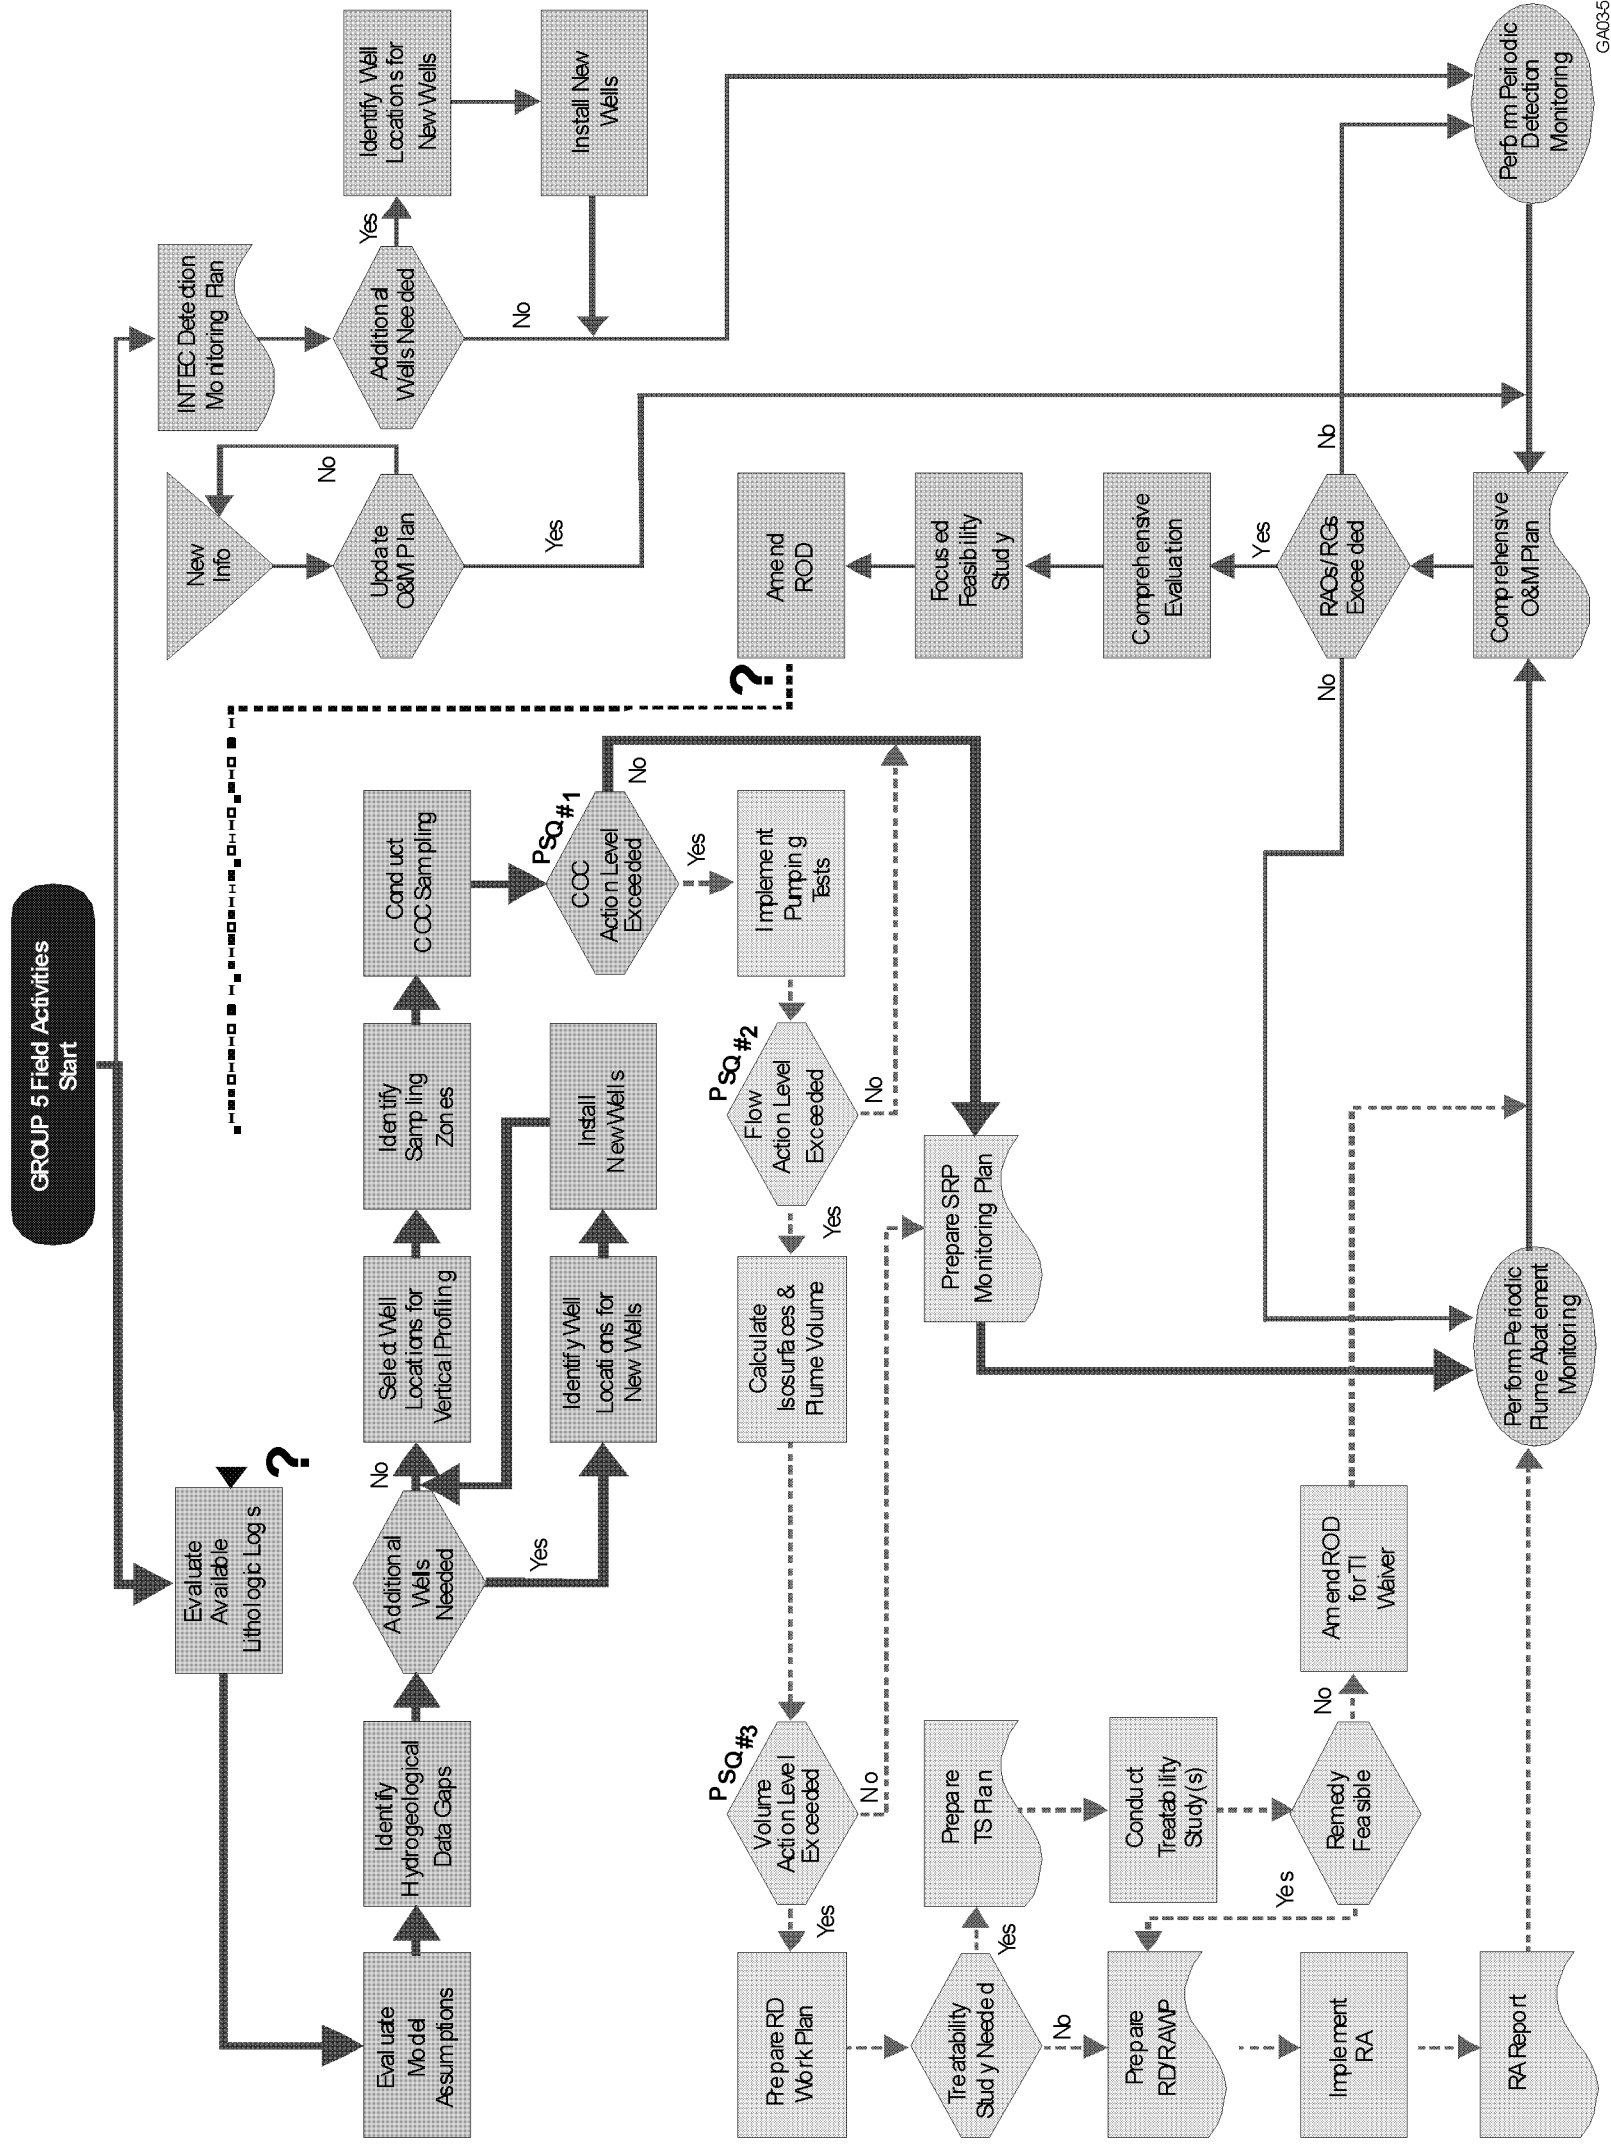 GROUP 5 Field Activities
Start
Evaluate
Available
Lithologic Logs
?
INTEC Detection
Monitoring Plan
New
Info
Update
O&M Plan
No
Yes
Additional
Wells Needed
Yes
No
Identify Well
Locations for
New Wells
Install New
Wells
Evaluate
Model
Assumptions
Identify
Hydrogeological
Data Gaps
Additional
Wells
Needed
No
Yes
Select Well
Locations for
Vertical Profiling
Identify
Sampling
Zones
Conduct
COC Sampling
Identify Well
Locations for
New Wells
Install
New Wells
PSQ #1
COC
Action Level
Exceeded
No
Yes
Implement
Pumping
Tests
PSQ #2
Flow
Action Level
Exceeded
No
Yes
Calculate
Isosurfaces &
Plume Volume
PSQ #3
Volume
Action Level
Exceeded
No
Yes
Prepare RD
Work Plan
?
Amend
ROD
Focused
Feasibility
Study
Comprehensive
Evaluation
Yes
RAOs/RGs
Exceeded
No
No
Comprehensive
O&M Plan
Prepare SRP
Monitoring Plan
Treatability
Study Needed
Yes
No
Prepare
TS Plan
Conduct
Treatability
Study(s)
Remedy
Feasible
Yes
No
Amend ROD
for TI
Waiver
Prepare
RD/RAWP
Implement
RA
RA Report
Perform Periodic
Plume Abatement
Monitoring
Perform Periodic
Detection
Monitoring
GA03-5